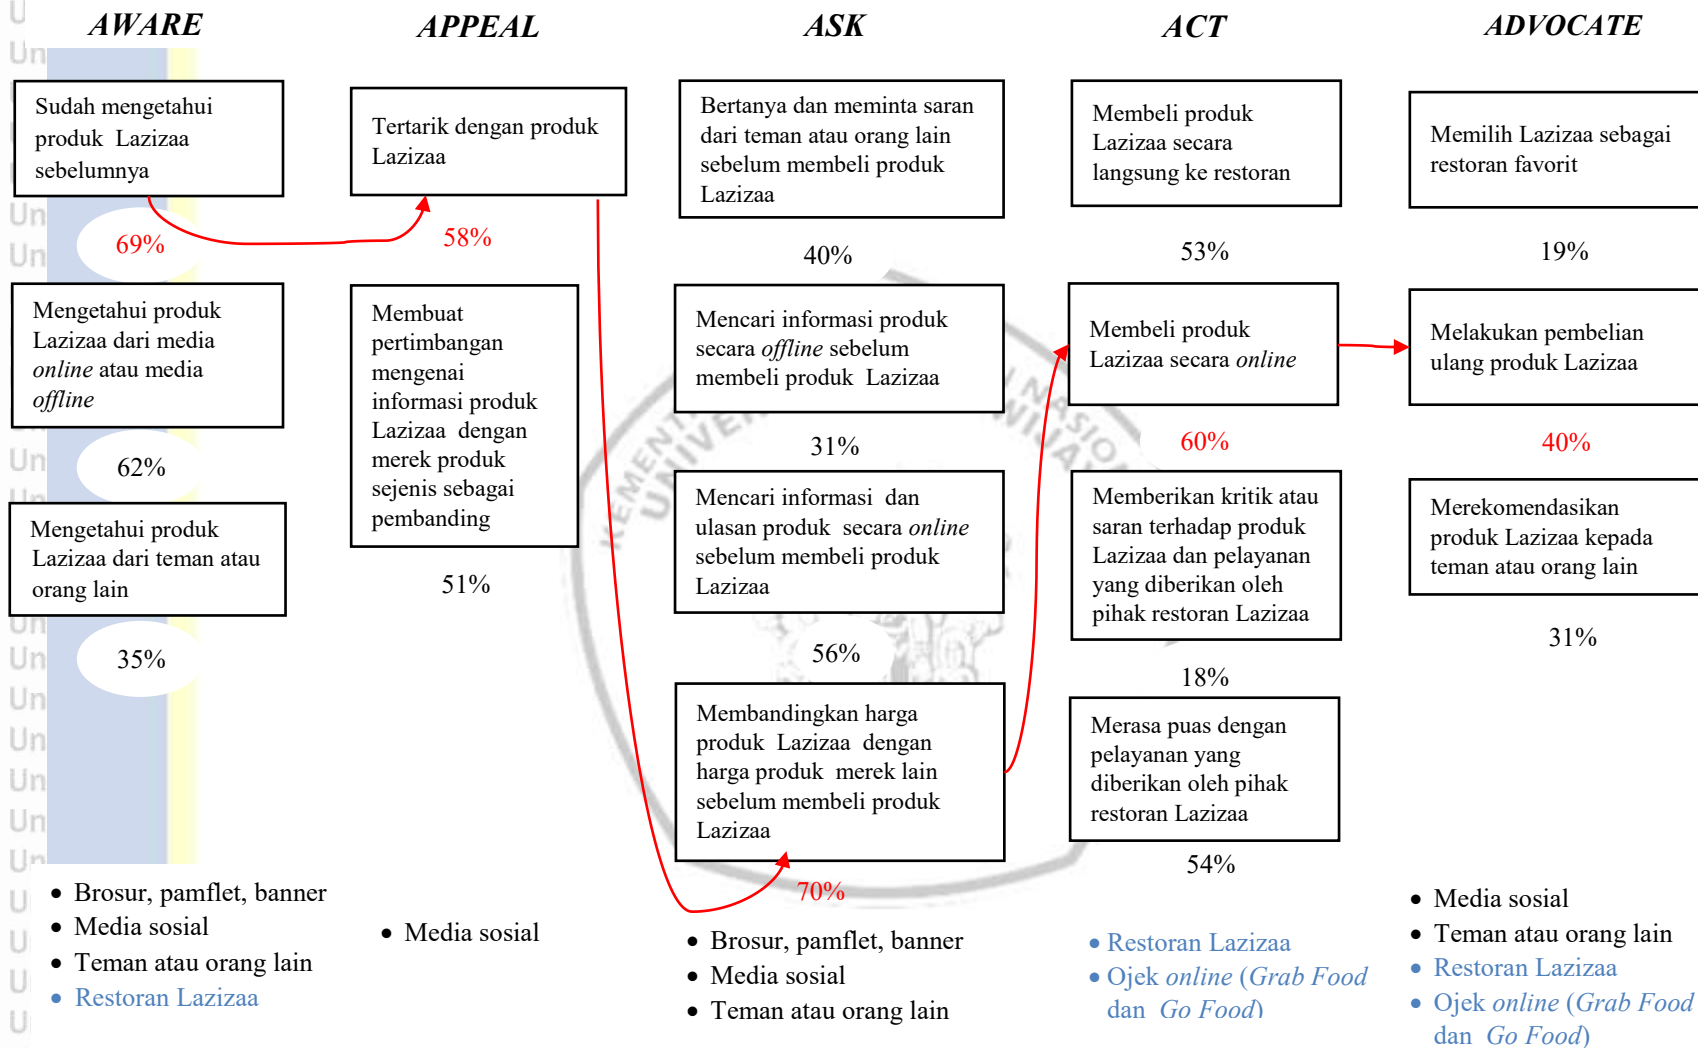 AWARE
Sudah mengetahui
produk Lazizaa
sebelumnya
69%
Mengetahui produk
Lazizaa dari media
online atau media
offline
62%
Mengetahui produk
Lazizaa dari teman atau
orang lain
35%
• Brosur, pamflet, banner
• Media sosial
• Teman atau orang lain
• Restoran Lazizaa
APPEAL
Tertarik dengan produk
Lazizaa
58%
Membuat
pertimbangan
mengenai
informasi produk
Lazizaa dengan
merek produk
sejenis sebagai
pembanding
51%
• Media sosial
ASK
Bertanya dan meminta saran
dari teman atau orang lain
sebelum membeli produk
Lazizaa
40%
Mencari informasi produk
secara offline sebelum
membeli produk Lazizaa
31%
Mencari informasi dan
ulasan produk secara online
sebelum membeli produk
Lazizaa
56%
Membandingkan harga
produk Lazizaa dengan
harga produk merek lain
sebelum membeli produk
Lazizaa
70%
• Brosur, pamflet, banner
• Media sosial
• Teman atau orang lain
ACT
Membeli produk
Lazizaa secara
langsung ke restoran
53%
Membeli produk
Lazizaa secara online
60%
Memberikan kritik atau
saran terhadap produk
Lazizaa dan pelayanan
yang diberikan oleh
pihak restoran Lazizaa
18%
Merasa puas dengan
pelayanan yang
diberikan oleh pihak
restoran Lazizaa
54%
• Restoran Lazizaa
• Ojek online (Grab Food
dan Go Food)
ADVOCATE
Memilih Lazizaa sebagai
restoran favorit
19%
Melakukan pembelian
ulang produk Lazizaa
40%
Merekomendasikan
produk Lazizaa kepada
teman atau orang lain
31%
• Media sosial
• Teman atau orang lain
• Restoran Lazizaa
• Ojek online (Grab Food
dan Go Food)